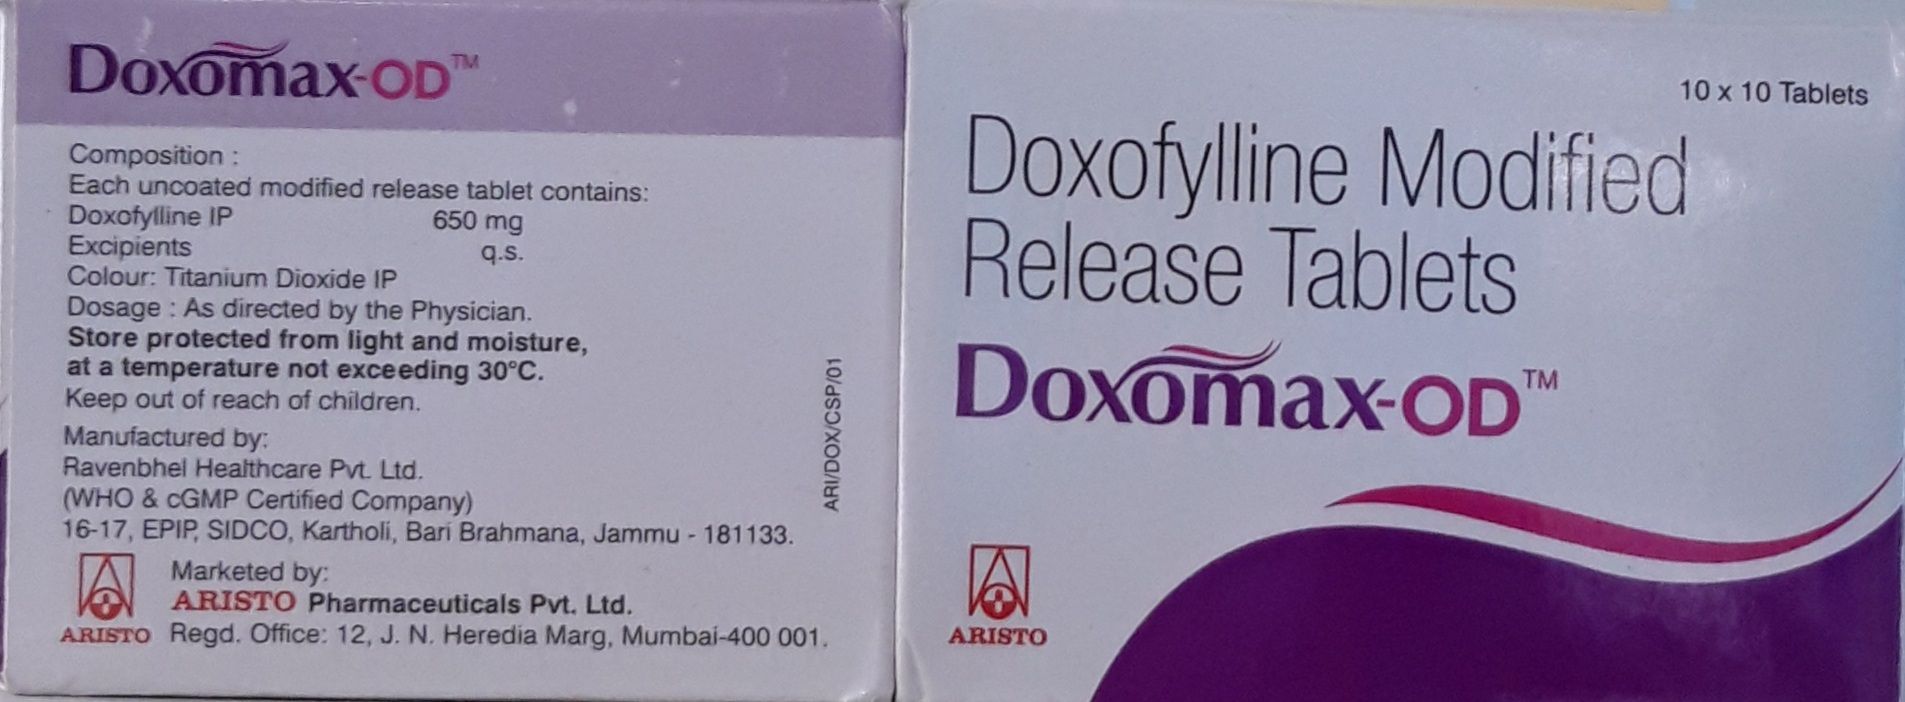 Doxomax-OD™
Composition :
Each uncoated modified release tablet contains:
Doxofylline IP 650 mg
Excipients q.s.
Colour: Titanium Dioxide IP
Dosage : As directed by the Physician.
Store protected from light and moisture,
at a temperature not exceeding 30°C.
Keep out of reach of children.
Manufactured by:
Ravenbhel Healthcare Pvt. Ltd.
(WHO & cGMP Certified Company)
16-17, EPIP, SIDCO, Kartholi, Bari Brahmana, Jammu - 181133.
Marketed by:
ARISTO Pharmaceuticals Pvt. Ltd.
ARISTO Regd. Office: 12, J. N. Heredia Marg, Mumbai-400 001.
ARI/DOX/CSP/01
10 x 10 Tablets
Doxofylline Modified
Release Tablets
Doxomax-OD™
ARISTO